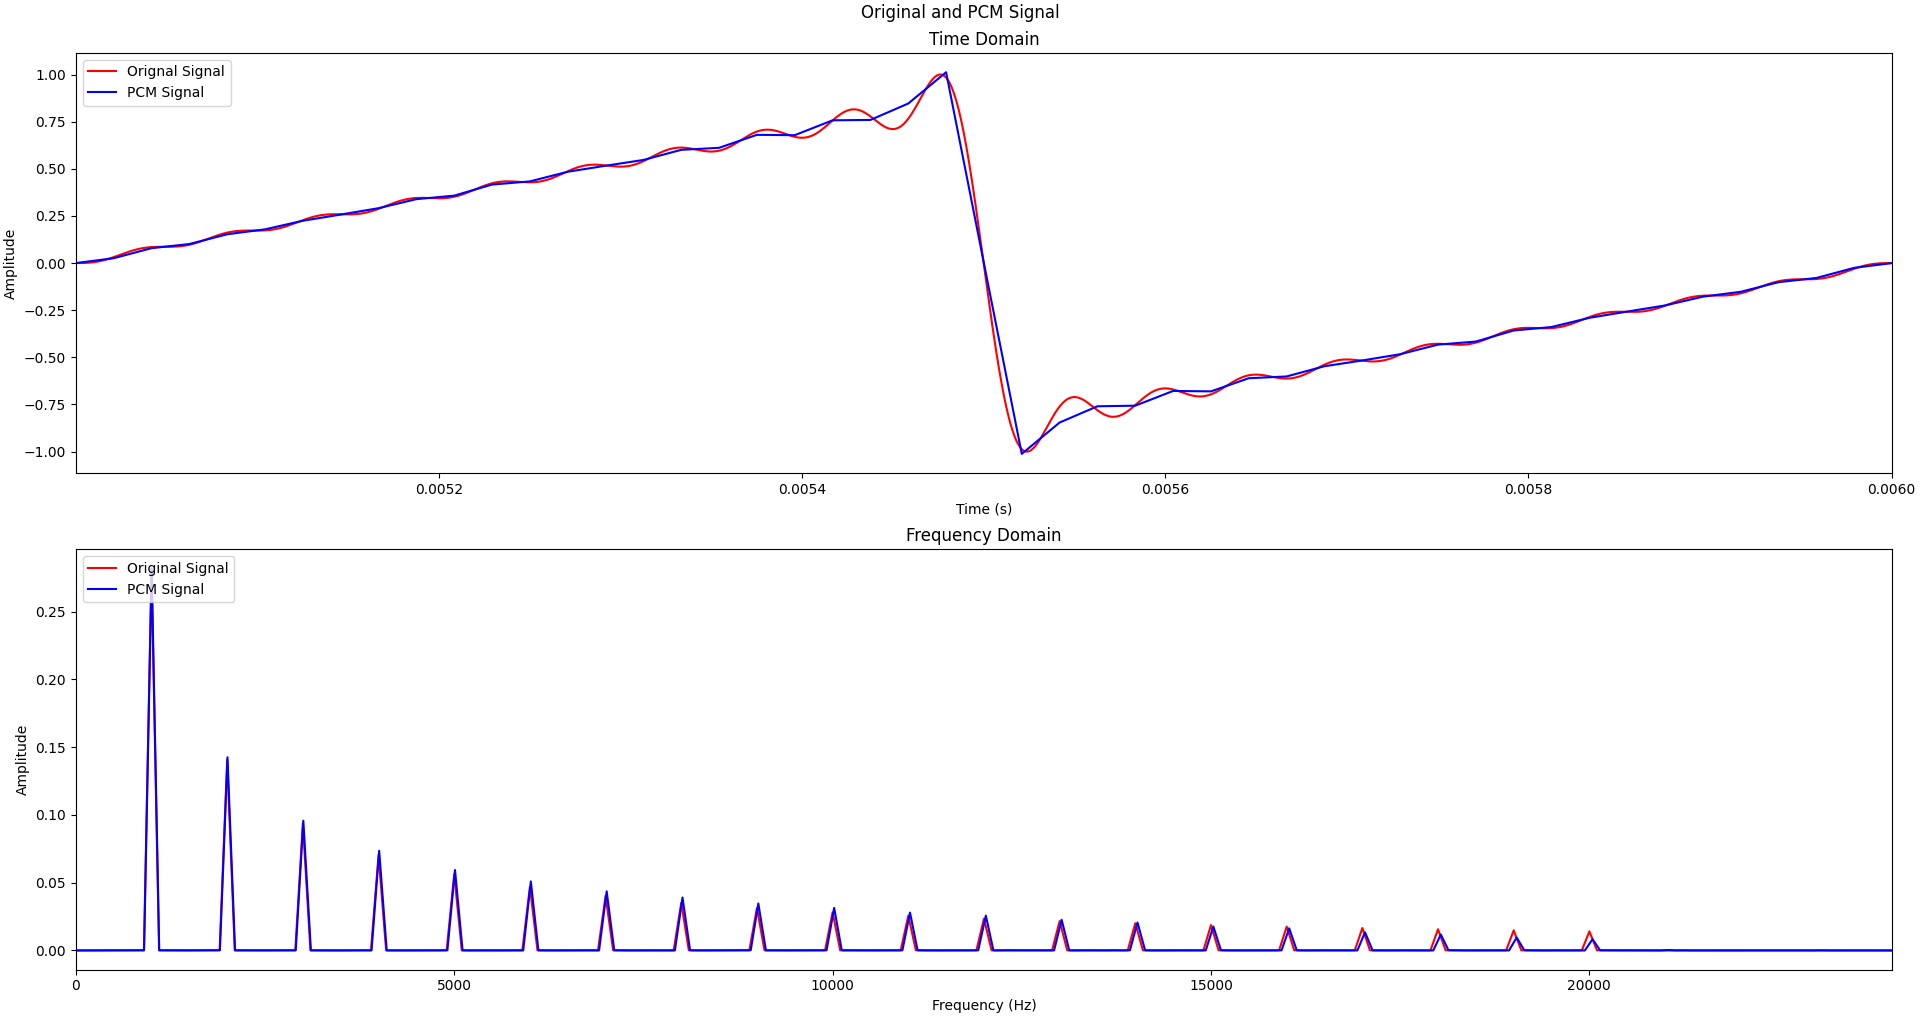 Original and PCM Signal
Time Domain
Orignal Signal
PCM Signal
1.00
0.75
0.50
0.25
0.00
−0.25
−0.50
−0.75
−1.00
Amplitude
0.0052 0.0054 0.0056 0.0058 0.0060
Time (s)
Frequency Domain
Original Signal
PCM Signal
0.25
0.20
0.15
0.10
0.05
0.00
Amplitude
0 5000 10000 15000 20000
Frequency (Hz)